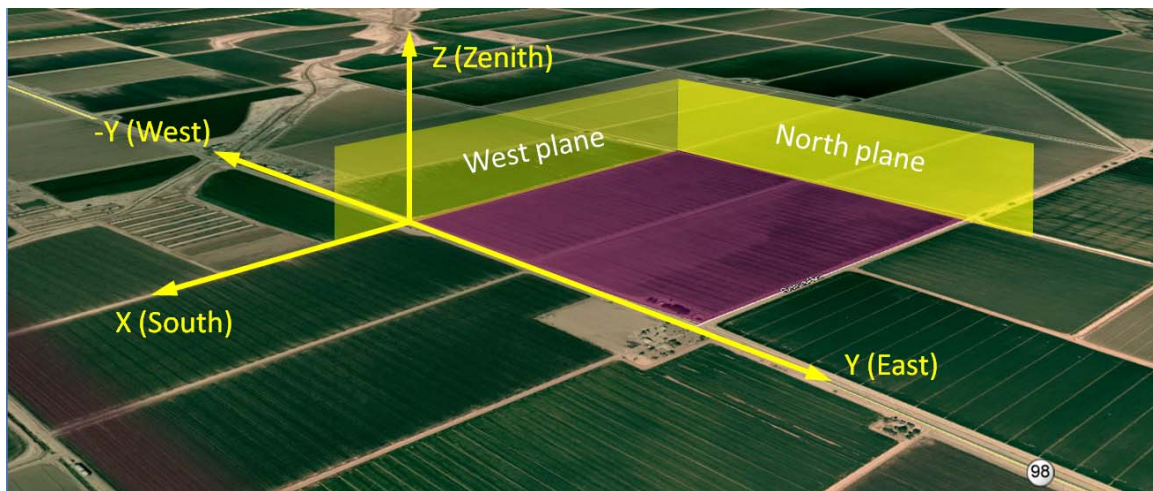 Z (Zenith)
-Y (West)
West plane
North plane
X (South)
Y (East)
98